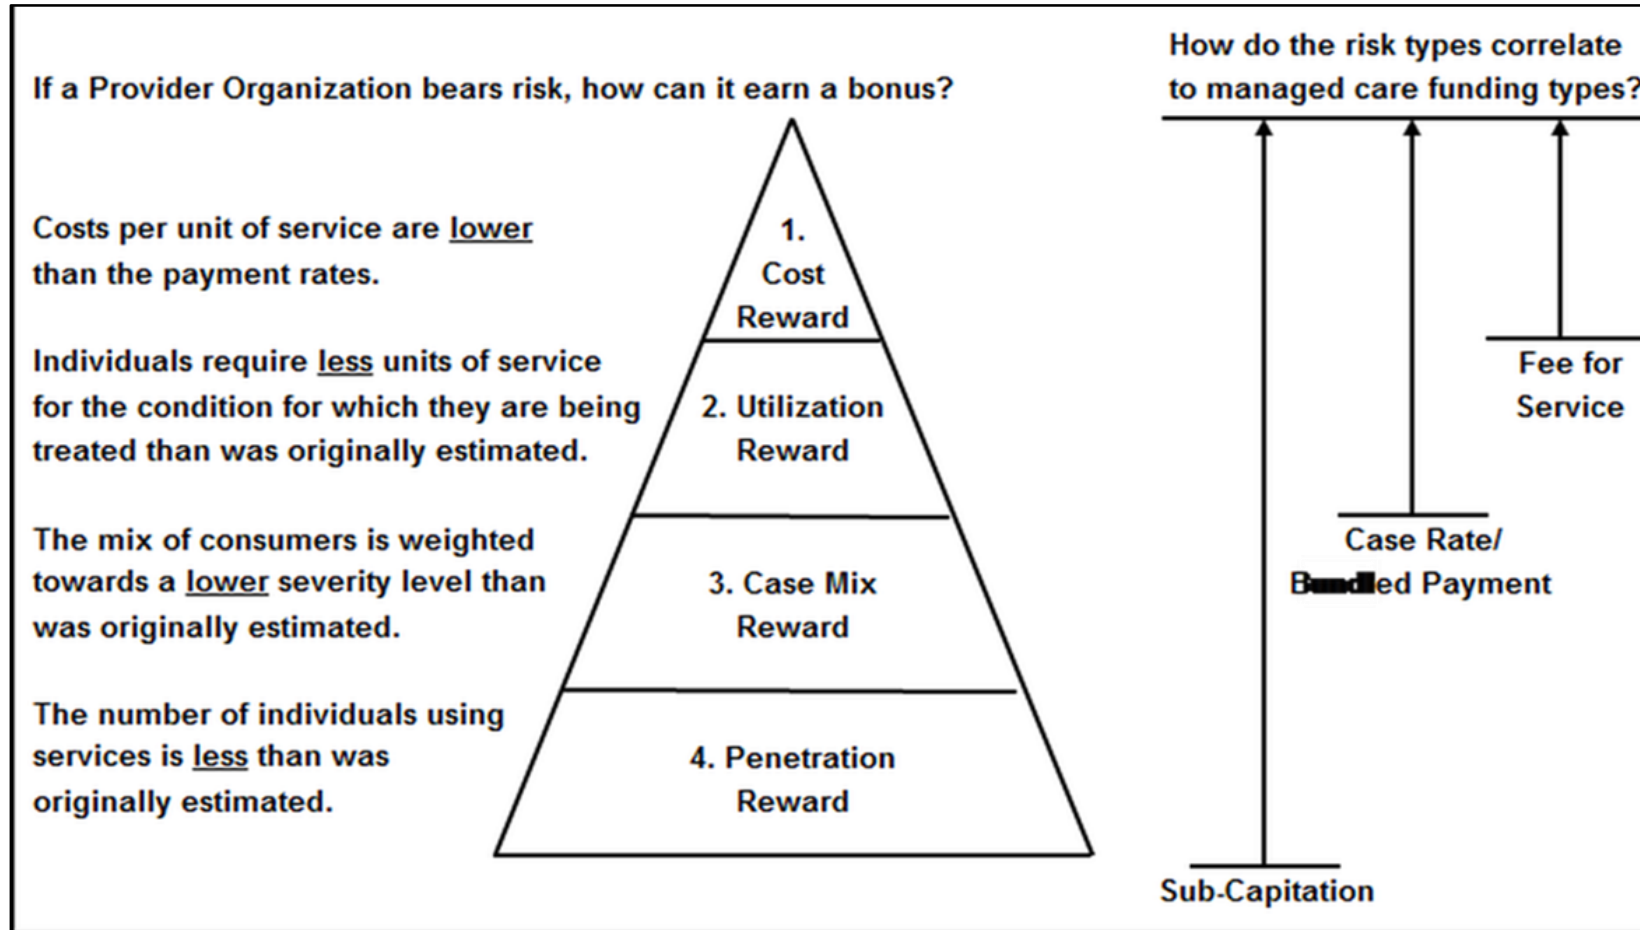 If a Provider Organization bears risk, how can it earn a bonus?
Costs per unit of service are lower
than the payment rates.
Individuals require less units of service
for the condition for which they are being
treated than was originally estimated.
The mix of consumers is weighted
towards a lower severity level than
was originally estimated.
The number of individuals using
services is less than was
originally estimated.
1.
Cost
Reward
2. Utilization
Reward
3. Case Mix
Reward
4. Penetration
Reward
How do the risk types correlate
to managed care funding types?
Fee for
Service
Case Rate/
Bundled Payment
Sub-Capitation